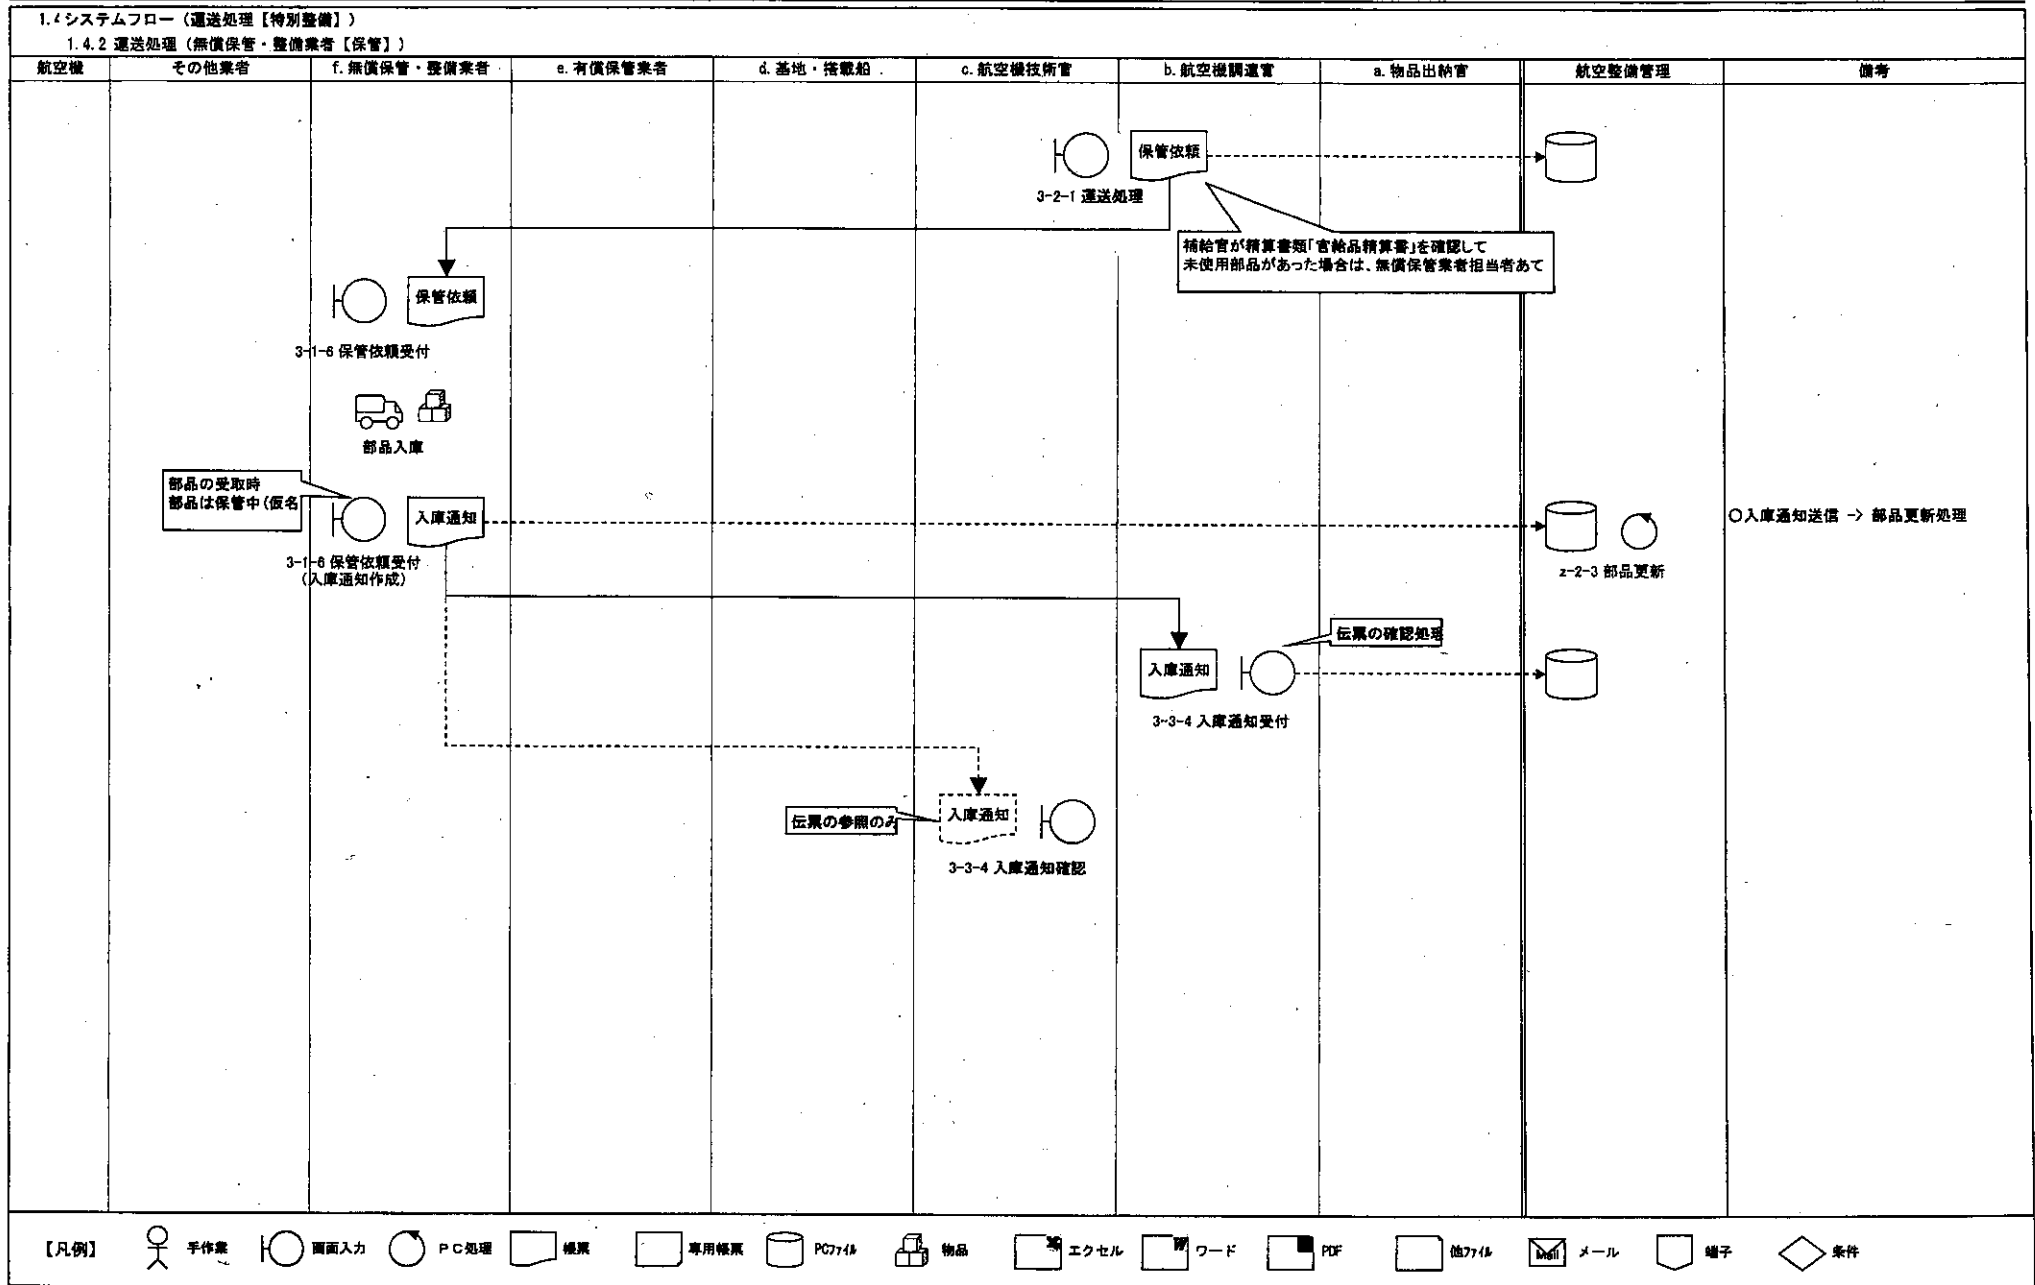 1.4システムフロー（運送処理【特別整備】）
1.4.2 運送処理（無償保管・整備業者【保管】）
航空機 その他業者 f. 無償保管・整備業者 e. 有償保管業者 d. 基地・搭載船 c. 航空機技術官 b. 航空機調達官 a. 物品出納官 航空整備管理 備考
保管依頼
3-2-1 運送処理
補給官が精算書類「官給品精算書」を確認して
未使用部品があった場合は、無償保管業者担当者あて
保管依頼
3-1-6 保管依頼受付
部品入庫
部品の受取時
部品は保管中(仮名
入庫通知
3-1-6 保管依頼受付
（入庫通知作成）
○入庫通知送信 -> 部品更新処理
z-2-3 部品更新
伝票の確認処理
入庫通知
3-3-4 入庫通知受付
伝票の参照のみ
入庫通知
3-3-4 入庫通知確認
【凡例】 手作業 画面入力 ＰＣ処理 帳票 専用帳票 PCﾌｧｲﾙ 物品 エクセル ワード PDF 他ﾌｧｲﾙ Mail メール 端子 条件